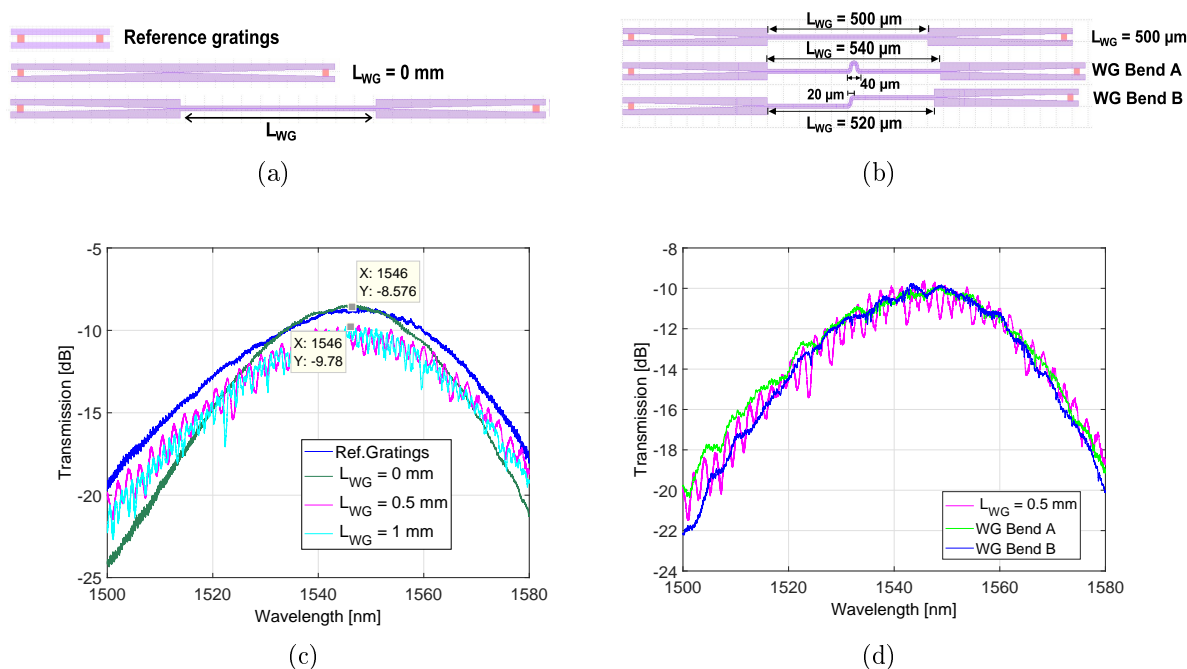 Reference gratings
L_WG = 0 mm
L_WG
(a)
L_WG = 500 µm
L_WG = 500 µm
L_WG = 540 µm
WG Bend A
40 µm
20 µm
WG Bend B
L_WG = 520 µm
(b)
-5
-10
-15
-20
-25
Transmission [dB]
X: 1546
Y: -8.576
X: 1546
Y: -9.78
Ref.Gratings
L_WG = 0 mm
L_WG = 0.5 mm
L_WG = 1 mm
1500 1520 1540 1560 1580
Wavelength [nm]
(c)
-8
-10
-12
-14
-16
-18
-20
-22
-24
Transmission [dB]
L_WG = 0.5 mm
WG Bend A
WG Bend B
1500 1520 1540 1560 1580
Wavelength [nm]
(d)